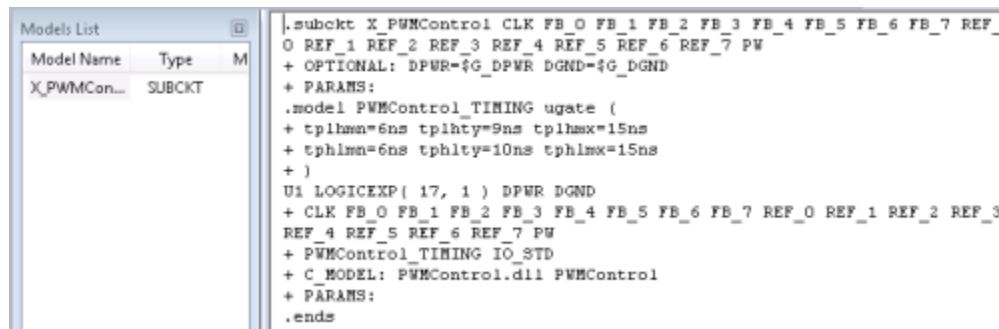 Models List
Model Name Type M
X_PWMCon... SUBCKT
.subckt X_PWMControl CLK FB_0 FB_1 FB_2 FB_3 FB_4 FB_5 FB_6 FB_7 REF_
0 REF_1 REF_2 REF_3 REF_4 REF_5 REF_6 REF_7 PW
+ OPTIONAL: DPWR=$G_DPWR DGND=$G_DGND
+ PARAMS:
.model PWMControl_TIMING ugate (
+ tplhmn=6ns tplhty=9ns tplhmx=15ns
+ tphlmn=6ns tphlty=10ns tphlmx=15ns
+ )
U1 LOGICEXP( 17, 1 ) DPWR DGND
+ CLK FB_0 FB_1 FB_2 FB_3 FB_4 FB_5 FB_6 FB_7 REF_0 REF_1 REF_2 REF_3
REF_4 REF_5 REF_6 REF_7 PW
+ PWMControl_TIMING IO_STD
+ C_MODEL: PWMControl.dll PWMControl
+ PARAMS:
.ends